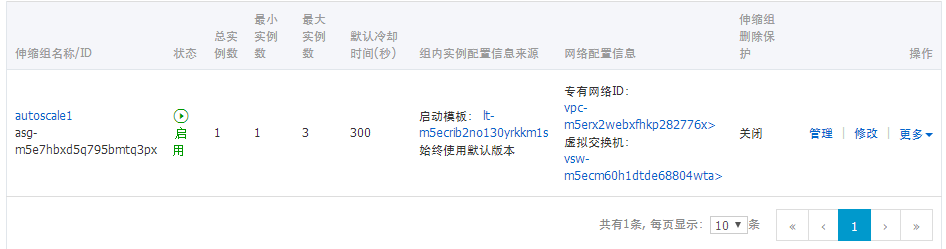 伸缩组名称/ID
状态
总实
例数
最小
实例
数
最大
实例
数
默认冷却
时间(秒)
组内实例配置信息来源
网络配置信息
伸缩组
删除保
护
操作
autoscale1
asg-
m5e7hbxd5q795bmtq3px
启
用
1
1
3
300
启动模板： lt-
m5ecrib2no130yrkkm1s
始终使用默认版本
专有网络ID：
vpc-
m5erx2webxfhkp282776x>
虚拟交换机：
vsw-
m5ecm60h1dtde68804wta>
关闭
管理 | 修改 | 更多
共有1条, 每页显示： 10 条 « ‹ 1 › »